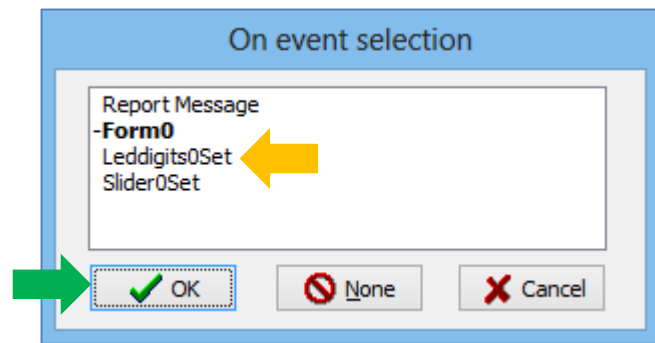 On event selection
Report Message
-Form0
Leddigits0Set
Slider0Set
OK
None
Cancel